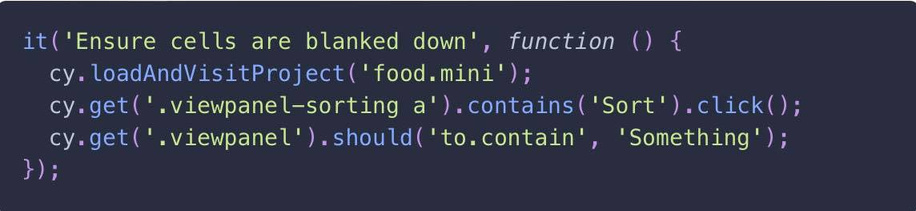 it('Ensure cells are blanked down', function () {
  cy.loadAndVisitProject('food.mini');
  cy.get('.viewpanel-sorting a').contains('Sort').click();
  cy.get('.viewpanel').should('to.contain', 'Something');
});